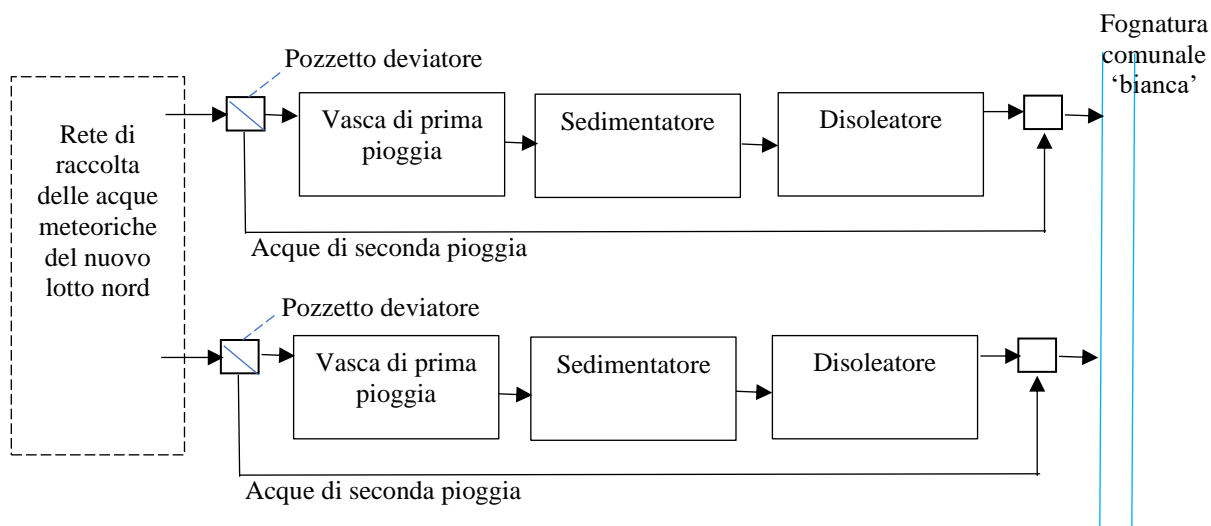 Fognatura
comunale
‘bianca’
Pozzetto deviatore
Rete di
raccolta
delle acque
meteoriche
del nuovo
lotto nord
Vasca di prima
pioggia
Sedimentatore
Disoleatore
Acque di seconda pioggia
Pozzetto deviatore
Vasca di prima
pioggia
Sedimentatore
Disoleatore
Acque di seconda pioggia